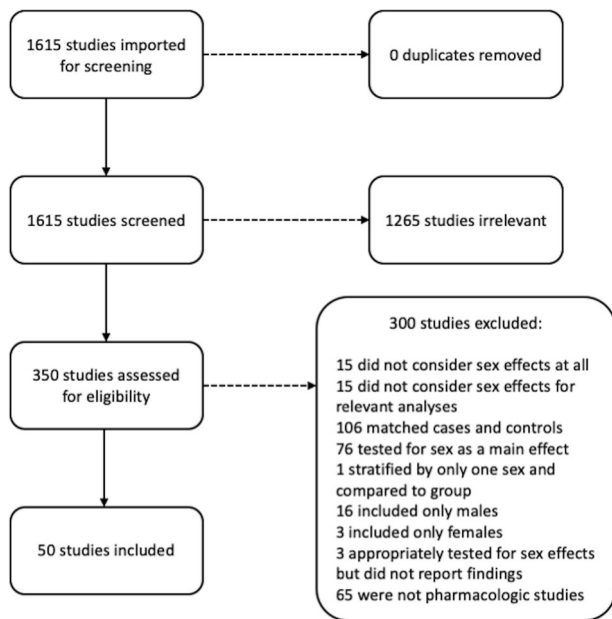 1615 studies imported
for screening
0 duplicates removed
1615 studies screened
1265 studies irrelevant
350 studies assessed
for eligibility
300 studies excluded:
15 did not consider sex effects at all
15 did not consider sex effects for
relevant analyses
106 matched cases and controls
76 tested for sex as a main effect
1 stratified by only one sex and
compared to group
16 included only males
3 included only females
3 appropriately tested for sex effects
but did not report findings
65 were not pharmacologic studies
50 studies included